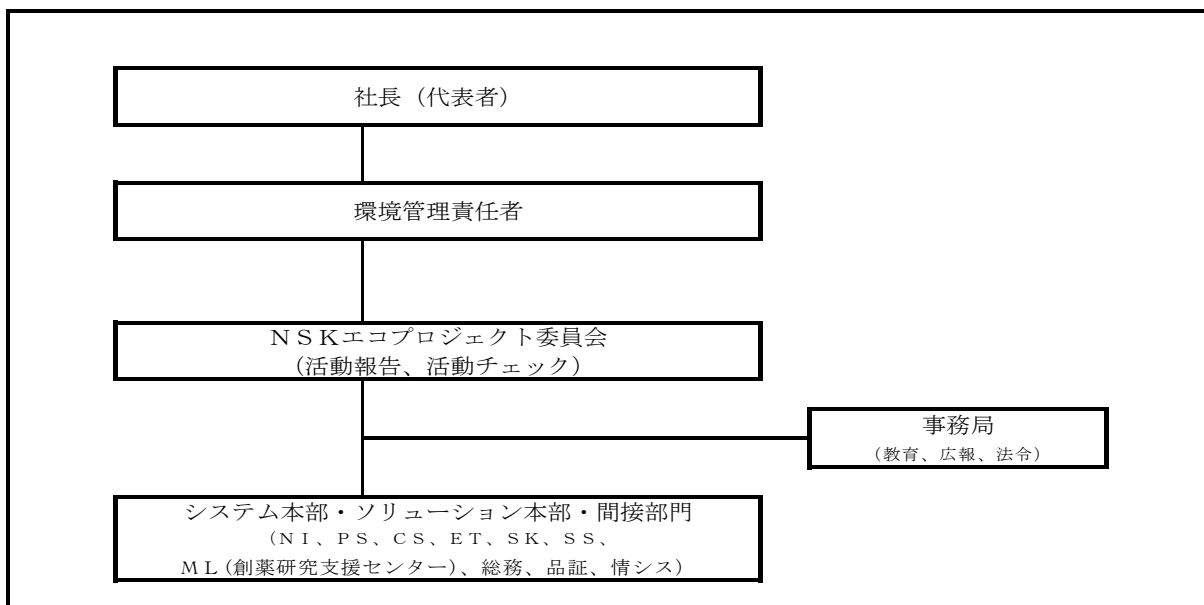 社長（代表者）
環境管理責任者
ＮＳＫエコプロジェクト委員会
（活動報告、活動チェック）
事務局
（教育、広報、法令）
システム本部・ソリューション本部・間接部門
（ＮＩ、ＰＳ、ＣＳ、ＥＴ、ＳＫ、ＳＳ、
ＭＬ（創薬研究支援センター）、総務、品証、情シス）